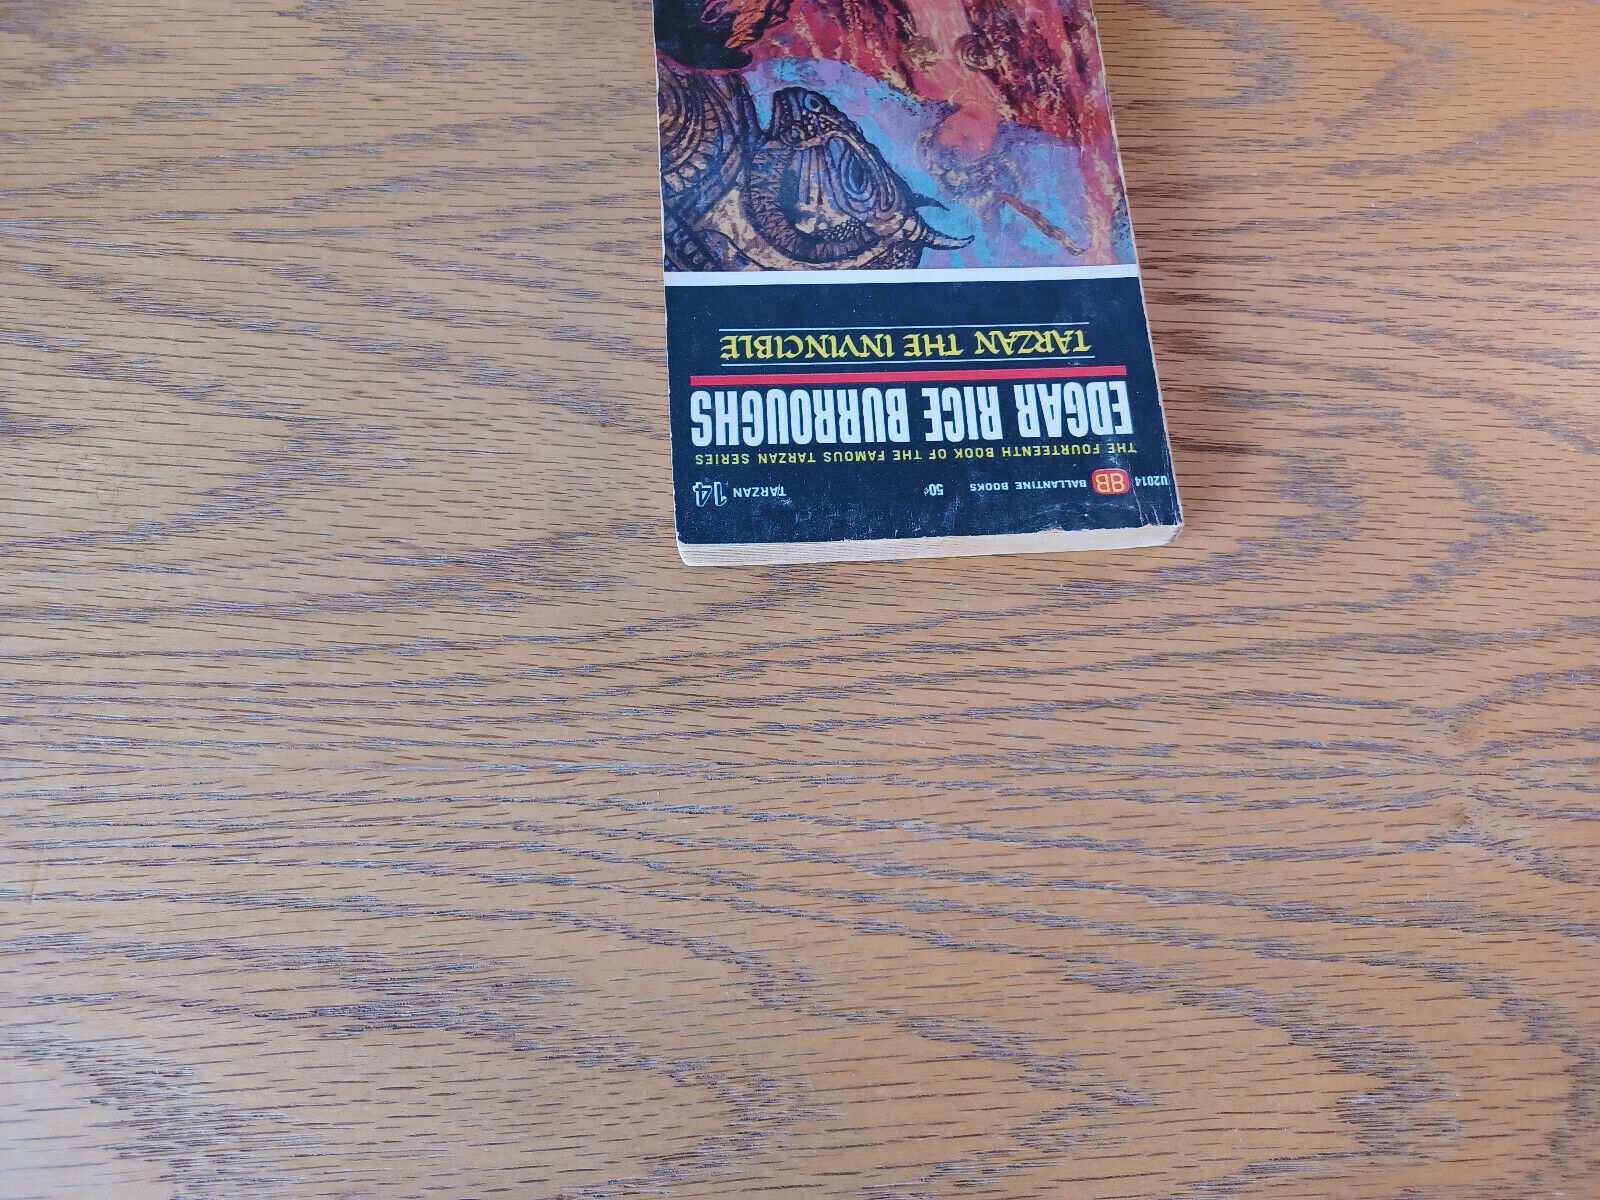 U2014 BB BALLANTINE BOOKS 50¢ TARZAN 14
THE FOURTEENTH BOOK OF THE FAMOUS TARZAN SERIES
EDGAR RICE BURROUGHS
TARZAN THE INVINCIBLE